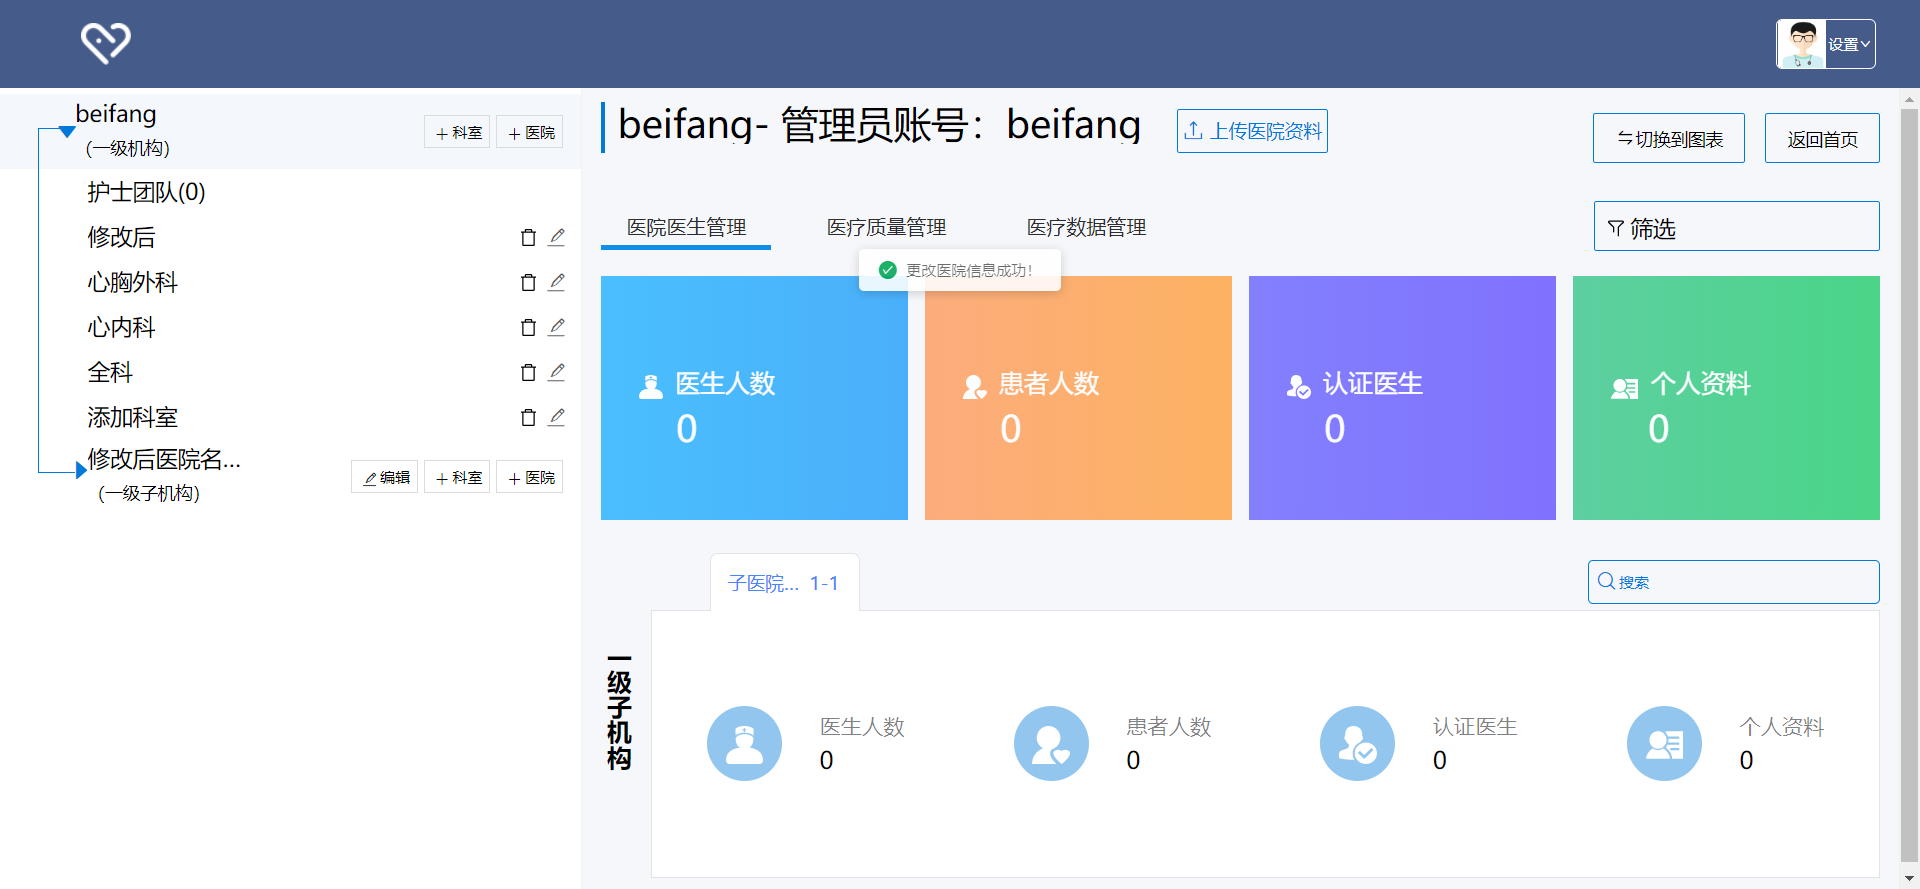 设置
beifang
(一级机构)
+ 科室
+ 医院
护士团队(0)
修改后
心胸外科
心内科
全科
添加科室
修改后医院名...
(一级子机构)
编辑
+ 科室
+ 医院
beifang- 管理员账号：beifang
上传医院资料
切换到图表
返回首页
医院医生管理
医疗质量管理
医疗数据管理
筛选
更改医院信息成功!
医生人数
0
患者人数
0
认证医生
0
个人资料
0
子医院... 1-1
搜索
一级子机构
医生人数
0
患者人数
0
认证医生
0
个人资料
0